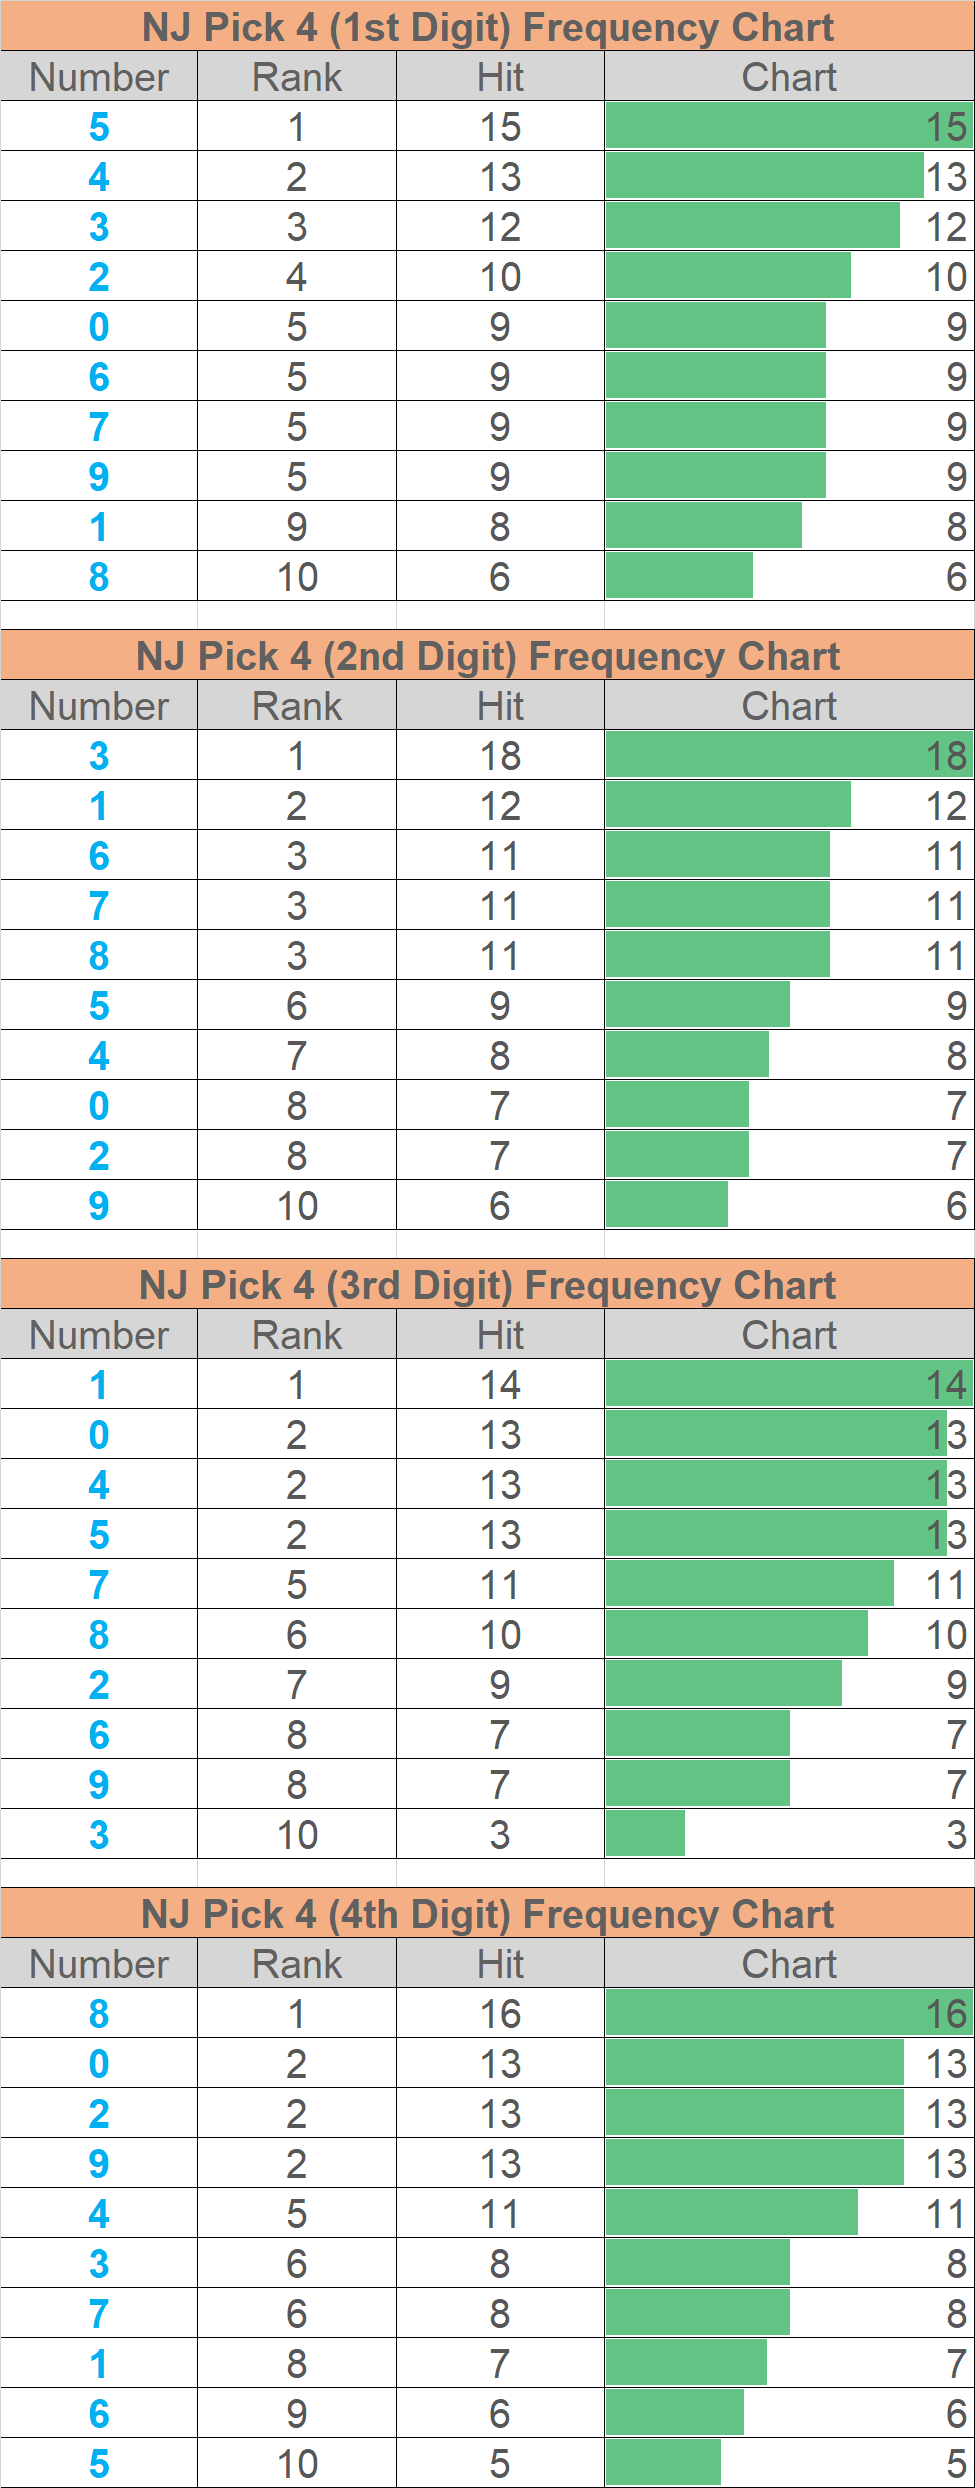 NJ Pick 4 (1st Digit) Frequency Chart
Number Rank Hit Chart
5 1 15 15
4 2 13 13
3 3 12 12
2 4 10 10
0 5 9 9
6 5 9 9
7 5 9 9
9 5 9 9
1 9 8 8
8 10 6 6
NJ Pick 4 (2nd Digit) Frequency Chart
Number Rank Hit Chart
3 1 18 18
1 2 12 12
6 3 11 11
7 3 11 11
8 3 11 11
5 6 9 9
4 7 8 8
0 8 7 7
2 8 7 7
9 10 6 6
NJ Pick 4 (3rd Digit) Frequency Chart
Number Rank Hit Chart
1 1 14 14
0 2 13 13
4 2 13 13
5 2 13 13
7 5 11 11
8 6 10 10
2 7 9 9
6 8 7 7
9 8 7 7
3 10 3 3
NJ Pick 4 (4th Digit) Frequency Chart
Number Rank Hit Chart
8 1 16 16
0 2 13 13
2 2 13 13
9 2 13 13
4 5 11 11
3 6 8 8
7 6 8 8
1 8 7 7
6 9 6 6
5 10 5 5